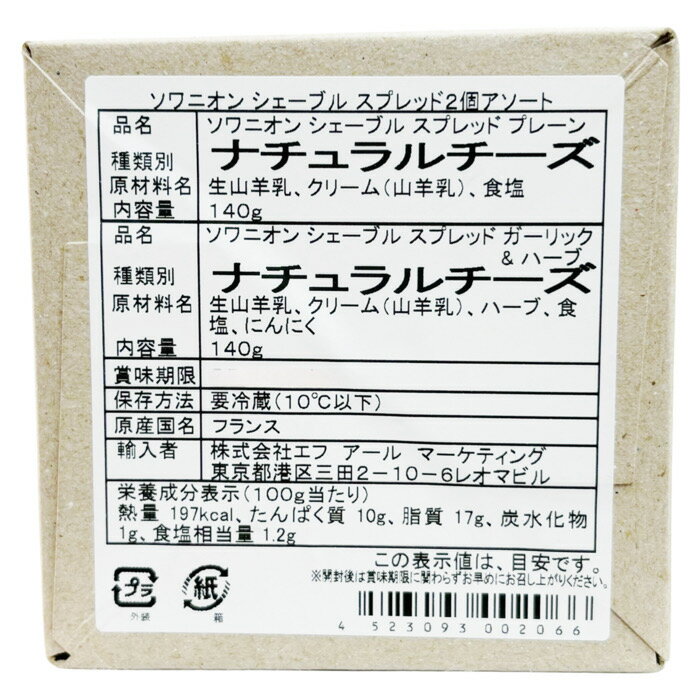 ソワニオン シェーブル スプレッド2個アソート
品名 ソワニオン シェーブル スプレッド プレーン
種類別 ナチュラルチーズ
原材料名 生山羊乳、クリーム(山羊乳)、食塩
内容量 140g
品名 ソワニオン シェーブル スプレッド ガーリック
& ハーブ
種類別 ナチュラルチーズ
原材料名 生山羊乳、クリーム(山羊乳)、ハーブ、食
塩、にんにく
内容量 140g
賞味期限
保存方法 要冷蔵(10℃以下)
原産国名 フランス
輸入者 株式会社エフ アール マーケティング
東京都港区三田2-10-6レオマビル
栄養成分表示(100g当たり)
熱量 197kcal、たんぱく質 10g、脂質 17g、炭水化物
1g、食塩相当量 1.2g
この表示値は、目安です。
※開封後は賞味期限に関わらずお早めにお召し上がりください。
プラ 紙
外装 箱
4 523093 002066